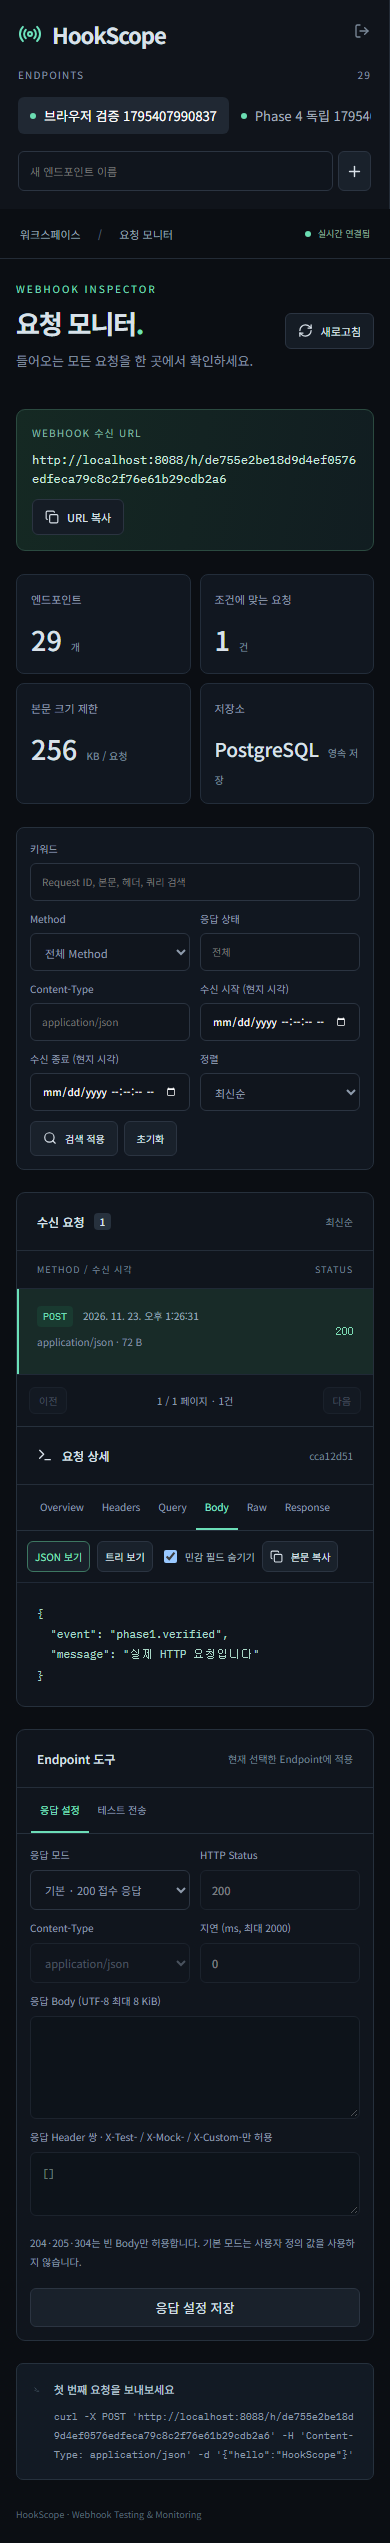 HookScope
ENDPOINTS 29
브라우저 검증 1795407990837 Phase 4 독립 17954
새 엔드포인트 이름
워크스페이스 / 요청 모니터 실시간 연결됨
WEBHOOK INSPECTOR
요청 모니터.
새로고침
들어오는 모든 요청을 한 곳에서 확인하세요.
WEBHOOK 수신 URL
http://localhost:8088/h/de755e2be18d9d4ef0576
edfeca79c8c2f76e61b29cdb2a6
URL 복사
엔드포인트 조건에 맞는 요청
29 개 1 건
본문 크기 제한 저장소
256 KB / 요청 PostgreSQL 영속 저
장
키워드
Request ID, 본문, 헤더, 쿼리 검색
Method 응답 상태
전체 Method 전체
Content-Type 수신 시작 (현지 시각)
application/json mm/dd/yyyy --:--:-- --
수신 종료 (현지 시각) 정렬
mm/dd/yyyy --:--:-- -- 최신순
검색 적용 초기화
수신 요청 1 최신순
METHOD / 수신 시각 STATUS
POST 2026. 11. 23. 오후 1:26:31
200
application/json · 72 B
이전 1 / 1 페이지 · 1건 다음
요청 상세 cca12d51
Overview Headers Query Body Raw Response
JSON 보기 트리 보기 민감 필드 숨기기 본문 복사
{
"event": "phase1.verified",
"message": "실제 HTTP 요청입니다"
}
Endpoint 도구 현재 선택한 Endpoint에 적용
응답 설정 테스트 전송
응답 모드 HTTP Status
기본 · 200 접수 응답 200
Content-Type 지연 (ms, 최대 2000)
application/json 0
응답 Body (UTF-8 최대 8 KiB)
응답 Header 쌍 · X-Test- / X-Mock- / X-Custom-만 허용
[]
204·205·304는 빈 Body만 허용합니다. 기본 모드는 사용자 정의 값을 사용하
지 않습니다.
응답 설정 저장
첫 번째 요청을 보내보세요
curl -X POST 'http://localhost:8088/h/de755e2be18d
9d4ef0576edfeca79c8c2f76e61b29cdb2a6' -H 'Content-
Type: application/json' -d '{"hello":"HookScope"}'
HookScope · Webhook Testing & Monitoring